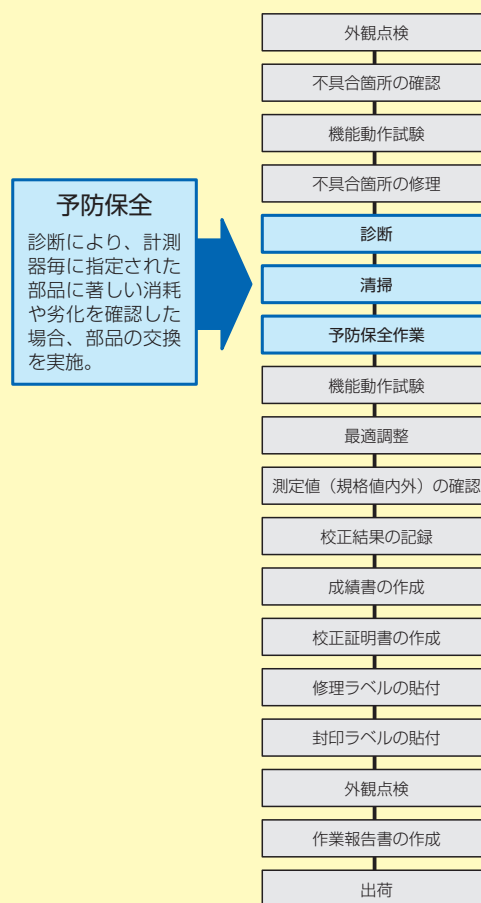 予防保全
診断により、計測
器毎に指定された
部品に著しい消耗
や劣化を確認した
場合、部品の交換
を実施。
外観点検
不具合箇所の確認
機能動作試験
不具合箇所の修理
診断
清掃
予防保全作業
機能動作試験
最適調整
測定値（規格値内外）の確認
校正結果の記録
成績書の作成
校正証明書の作成
修理ラベルの貼付
封印ラベルの貼付
外観点検
作業報告書の作成
出荷